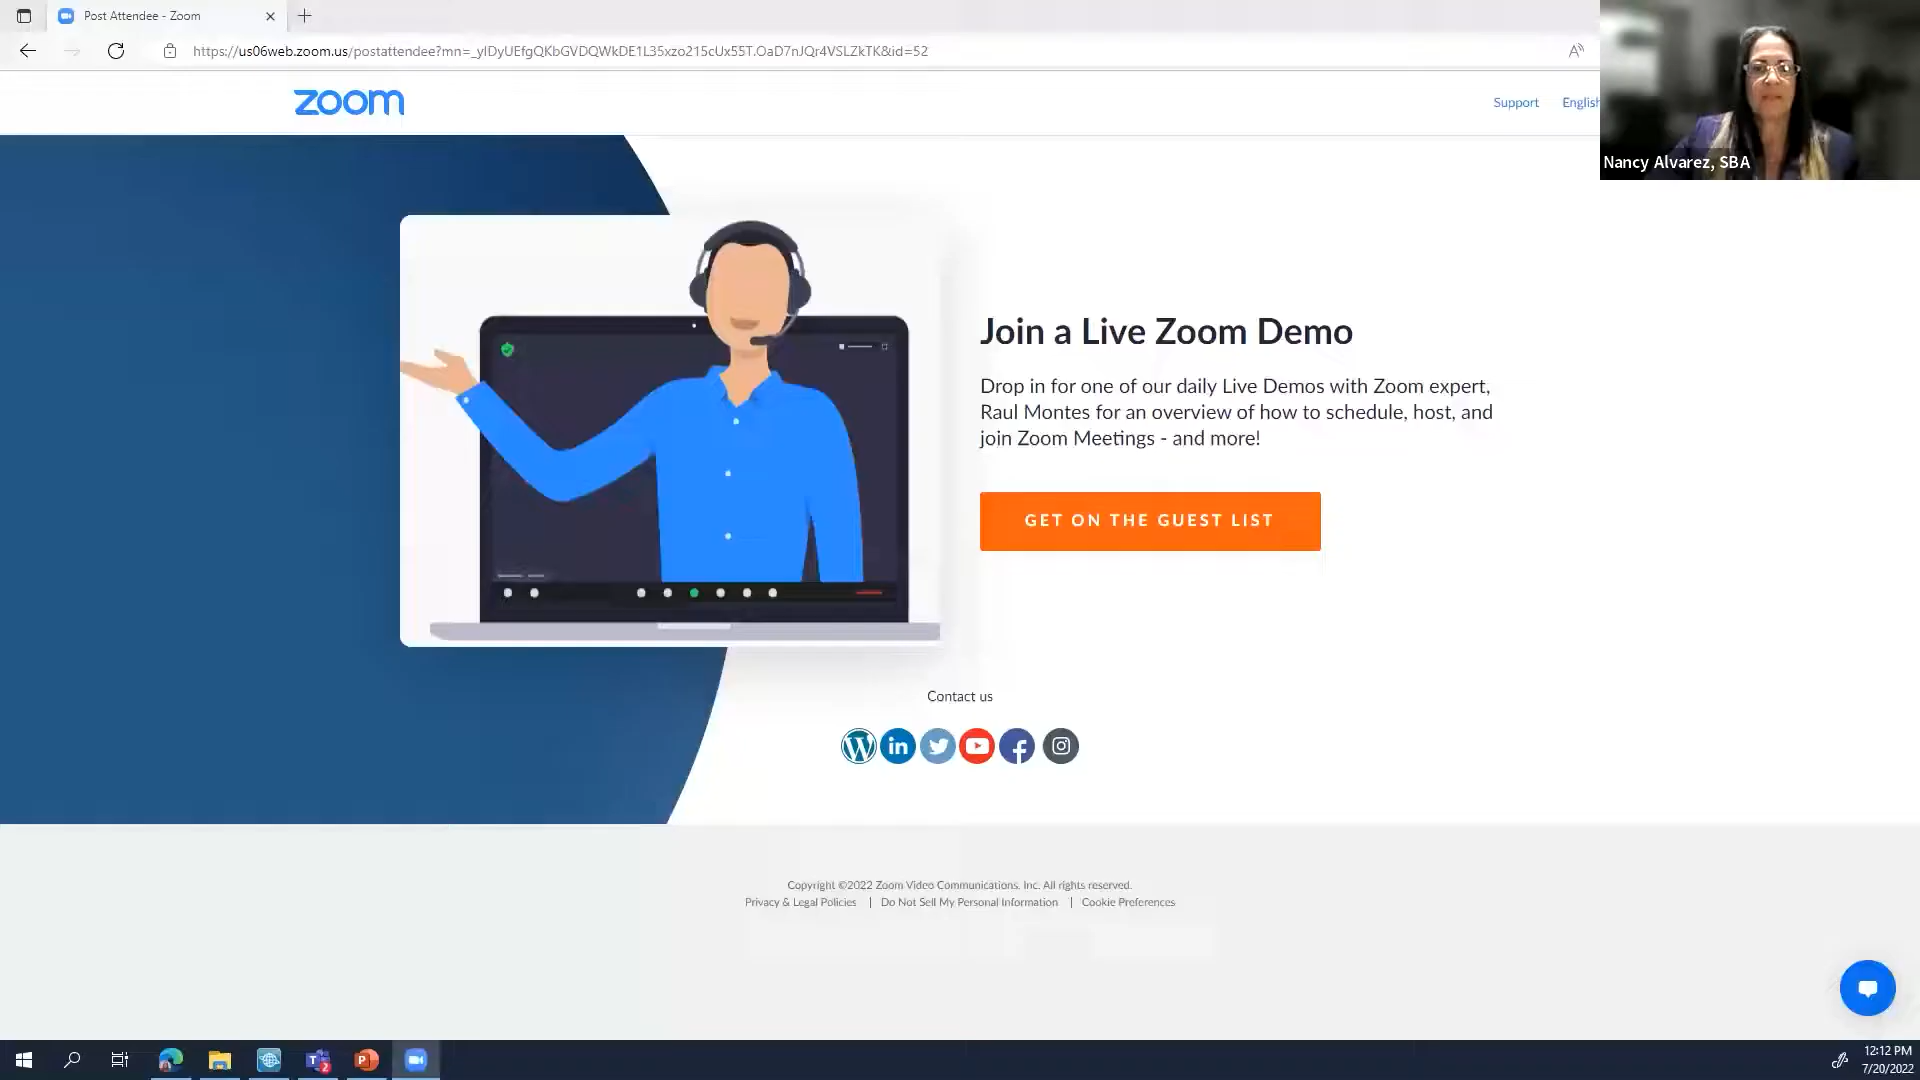 Post Attendee - Zoom
https://us06web.zoom.us/postattendee?mn=_ylDyUEfgQKbGVDQWkDE1L35xzo215cUx55T.OaD7nJQr4VSLZkTK&id=52
zoom
Support
English
Nancy Alvarez, SBA
Join a Live Zoom Demo
Drop in for one of our daily Live Demos with Zoom expert,
Raul Montes for an overview of how to schedule, host, and
join Zoom Meetings - and more!
GET ON THE GUEST LIST
Contact us
Copyright ©2022 Zoom Video Communications, Inc. All rights reserved.
Privacy & Legal Policies | Do Not Sell My Personal Information | Cookie Preferences
12:12 PM
7/20/2022